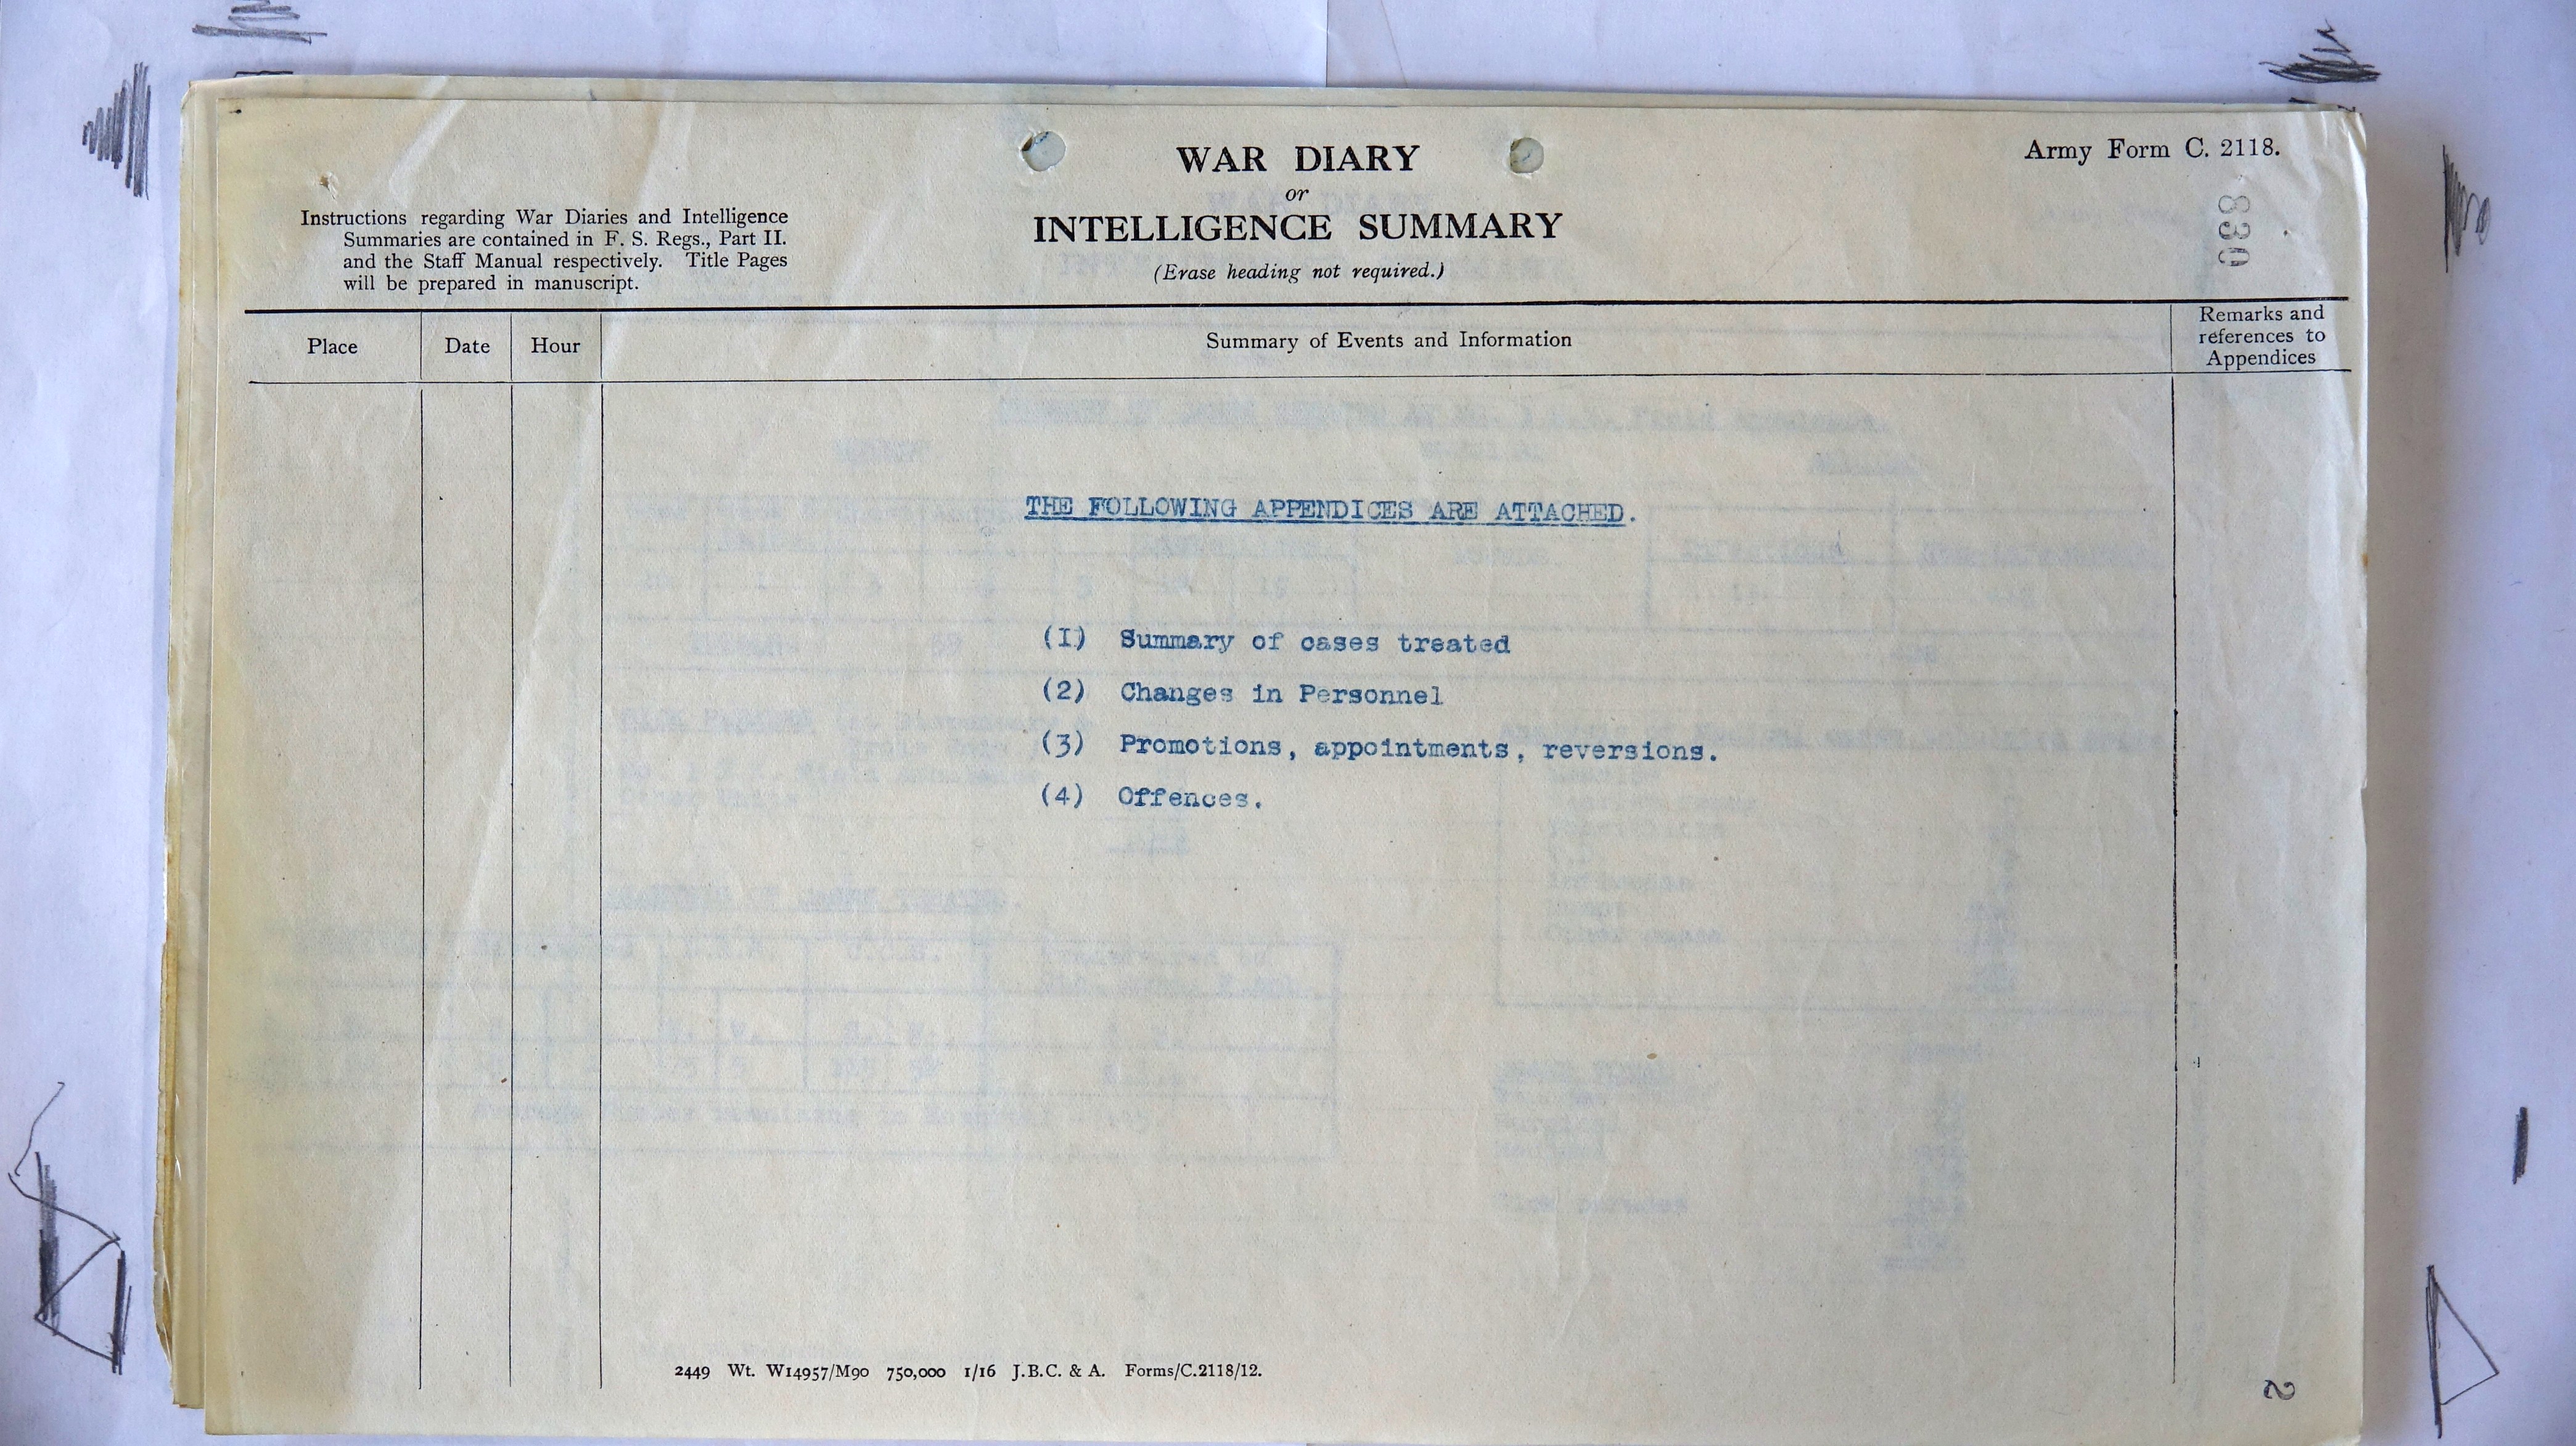 Army Form C. 2118.
WAR DIARY
or
INTELLIGENCE SUMMARY
(Erase heading not required.)
Instructions regarding War Diaries and Intelligence
Summaries are contained in F. S. Regs., Part II.
and the Staff Manual respectively. Title Pages
will be prepared in manuscript.
830
Place
Date
Hour
Summary of Events and Information
Remarks and
references to
Appendices
THE FOLLOWING APPENDICES ARE ATTACHED.
(I) Summary of cases treated
(2) Changes in Personnel
(3) Promotions, appointments, reversions.
(4) Offences.
2449 Wt. W14957/M90 750,000 1/16 J.B.C. & A. Forms/C.2118/12.
2